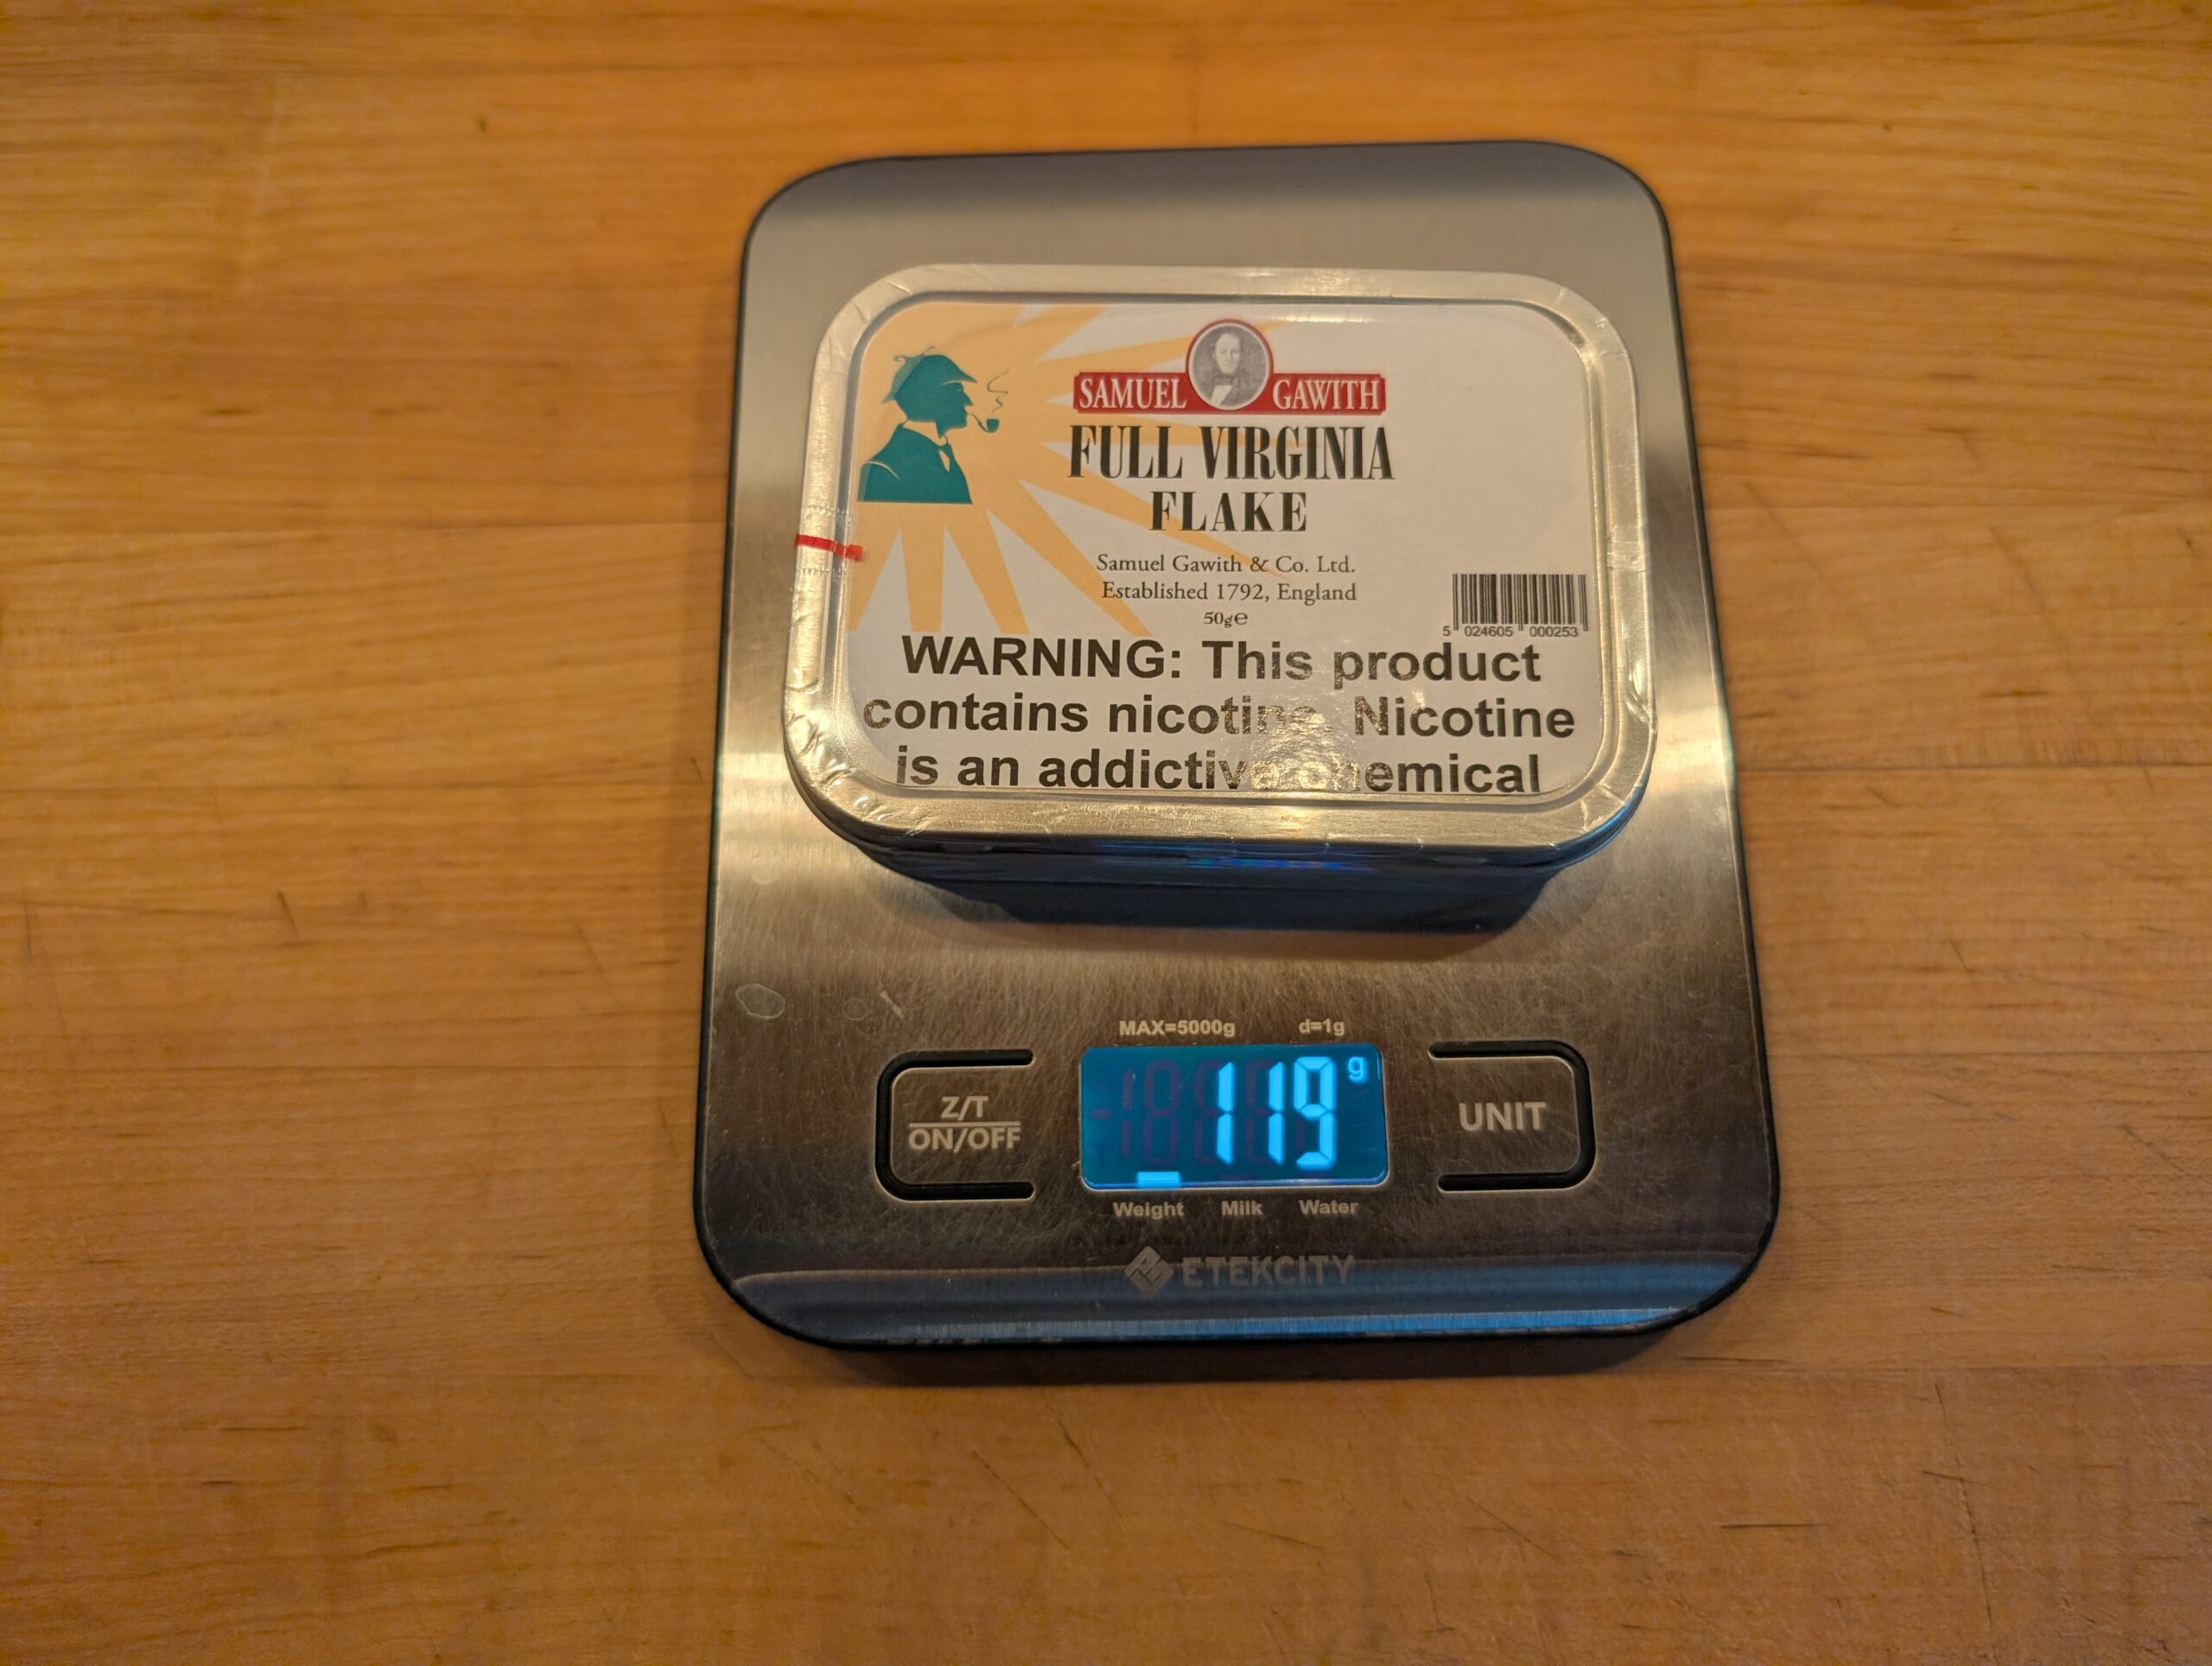 SAMUEL GAWITH
FULL VIRGINIA
FLAKE
Samuel Gawith & Co. Ltd.
Established 1792, England
50g℮
5 024605 000253
WARNING: This product
contains nicotine. Nicotine
is an addictive chemical
MAX=5000g d=1g
Z/T
ON/OFF
119 g
UNIT
Weight Milk Water
ETEKCITY